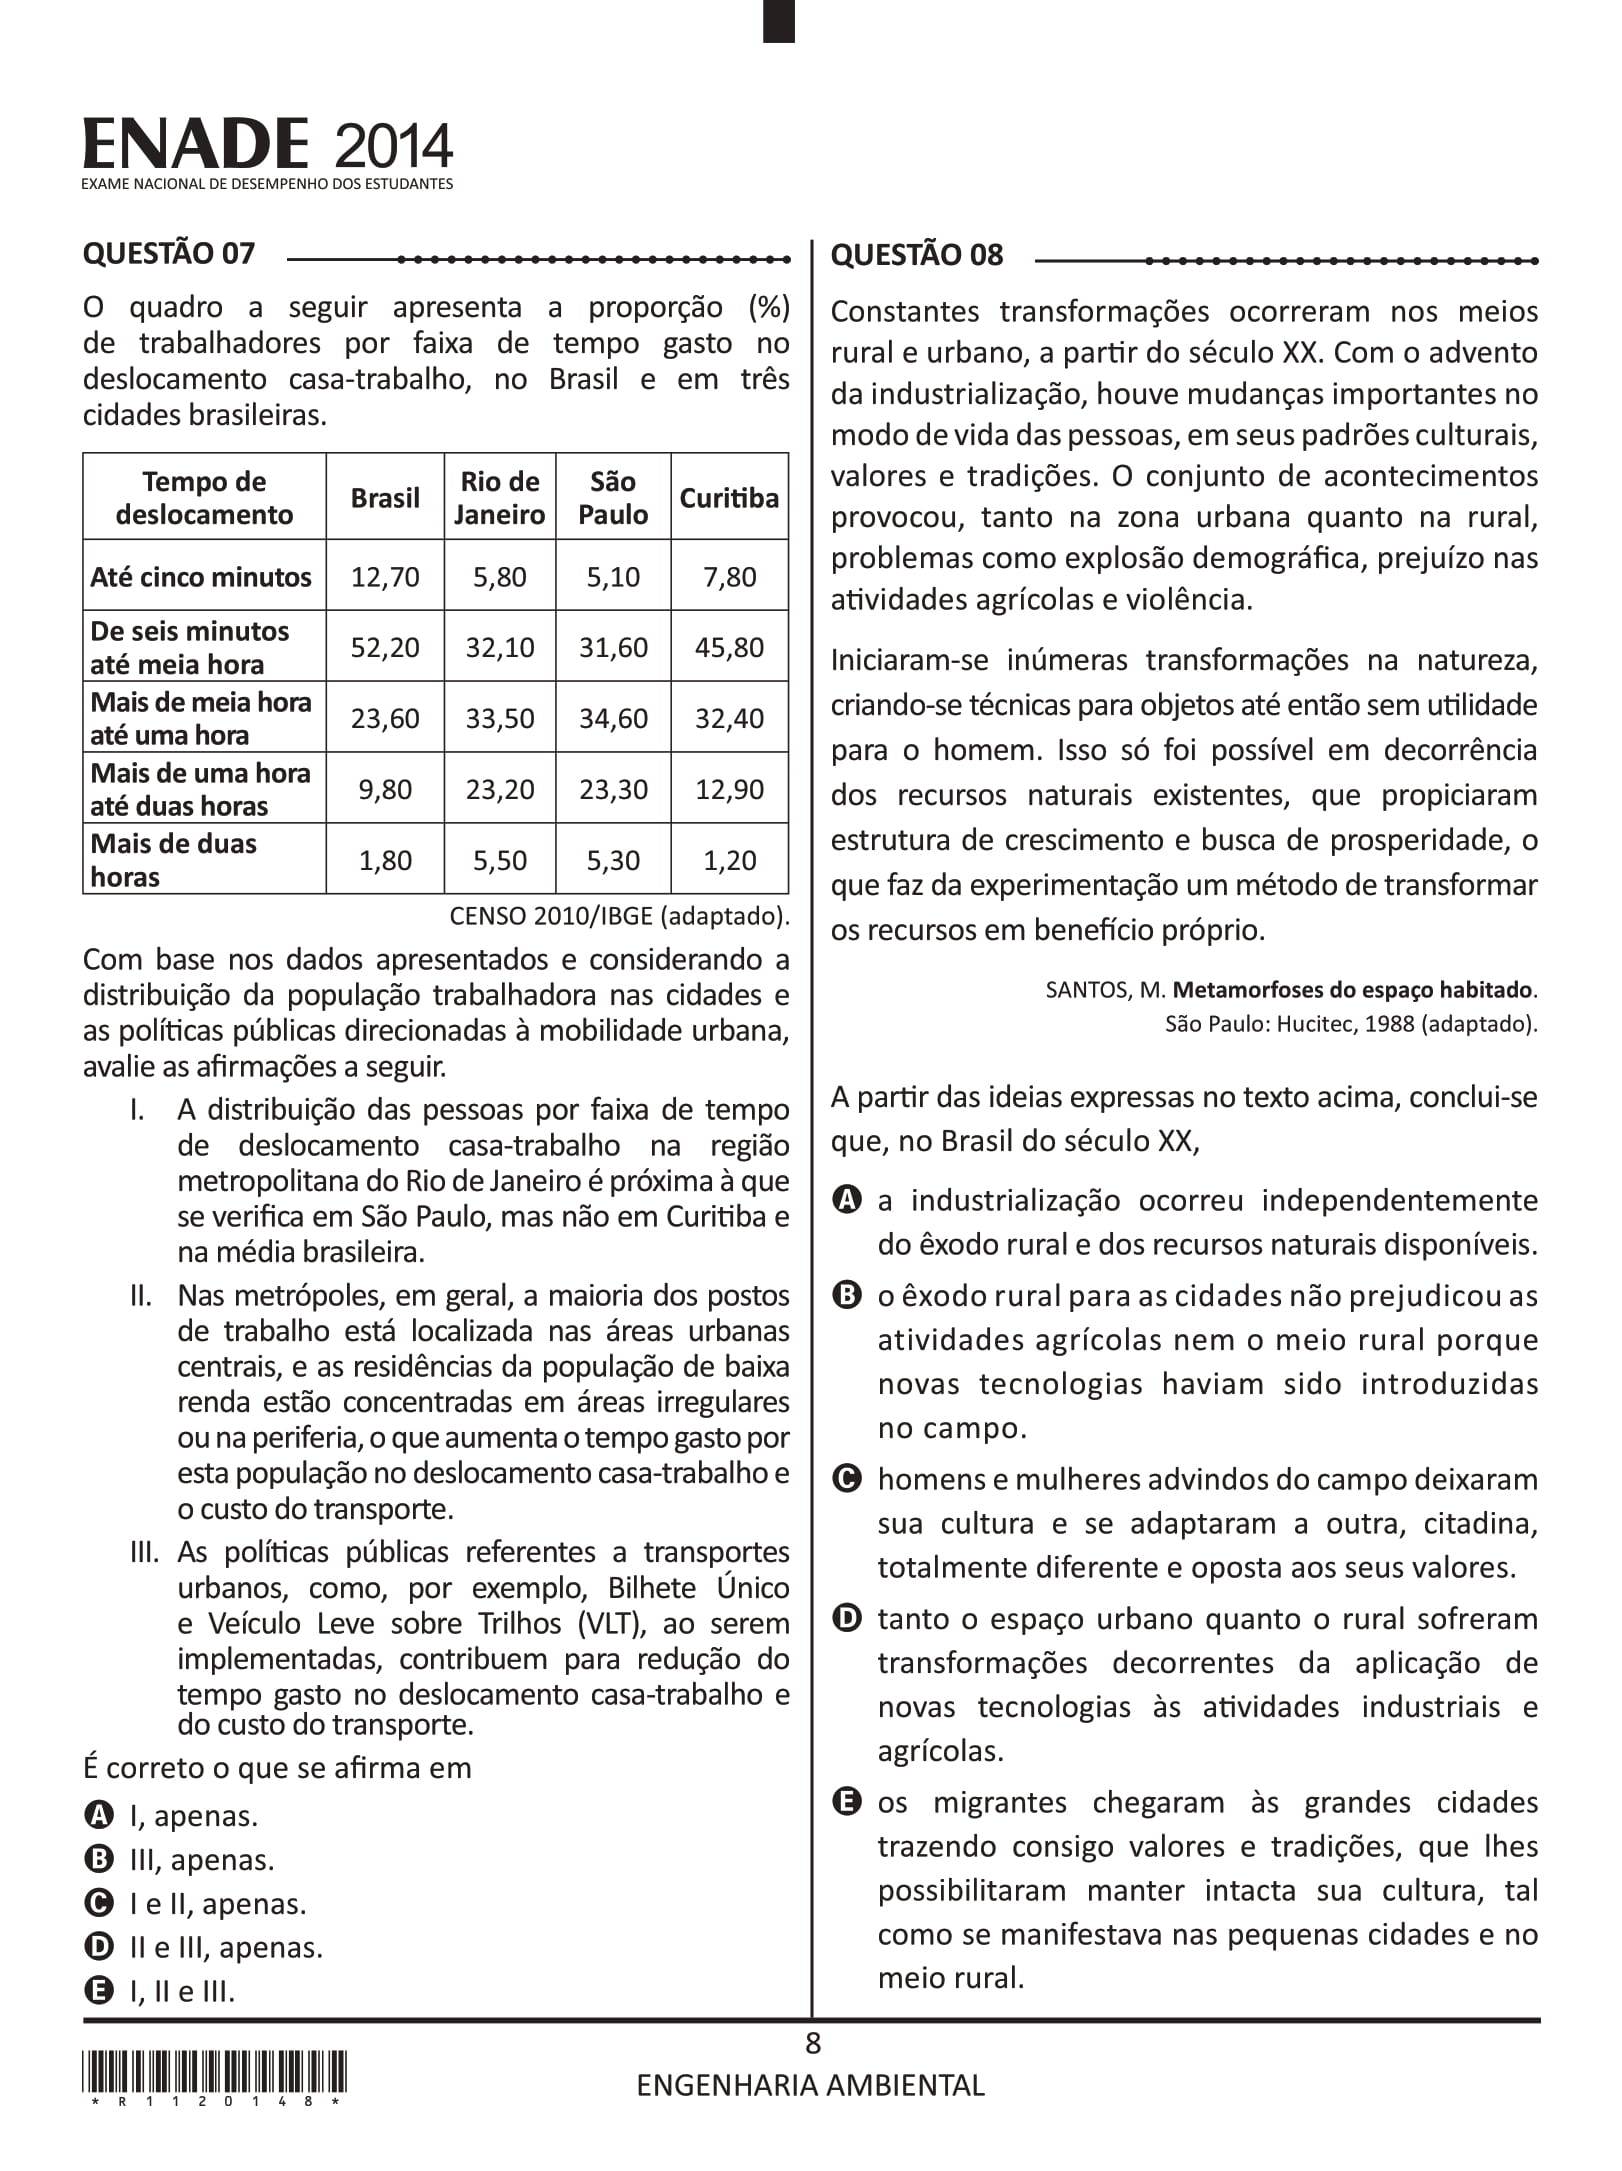 ENADE 2014
EXAME NACIONAL DE DESEMPENHO DOS ESTUDANTES
QUESTÃO 07
O quadro a seguir apresenta a proporção (%)
de trabalhadores por faixa de tempo gasto no
deslocamento casa-trabalho, no Brasil e em três
cidades brasileiras.
Tempo de deslocamento Brasil Rio de Janeiro São Paulo Curitiba
Até cinco minutos 12,70 5,80 5,10 7,80
De seis minutos até meia hora 52,20 32,10 31,60 45,80
Mais de meia hora até uma hora 23,60 33,50 34,60 32,40
Mais de uma hora até duas horas 9,80 23,20 23,30 12,90
Mais de duas horas 1,80 5,50 5,30 1,20
CENSO 2010/IBGE (adaptado).
Com base nos dados apresentados e considerando a
distribuição da população trabalhadora nas cidades e
as políticas públicas direcionadas à mobilidade urbana,
avalie as afirmações a seguir.
I. A distribuição das pessoas por faixa de tempo
de deslocamento casa-trabalho na região
metropolitana do Rio de Janeiro é próxima à que
se verifica em São Paulo, mas não em Curitiba e
na média brasileira.
II. Nas metrópoles, em geral, a maioria dos postos
de trabalho está localizada nas áreas urbanas
centrais, e as residências da população de baixa
renda estão concentradas em áreas irregulares
ou na periferia, o que aumenta o tempo gasto por
esta população no deslocamento casa-trabalho e
o custo do transporte.
III. As políticas públicas referentes a transportes
urbanos, como, por exemplo, Bilhete Único
e Veículo Leve sobre Trilhos (VLT), ao serem
implementadas, contribuem para redução do
tempo gasto no deslocamento casa-trabalho e
do custo do transporte.
É correto o que se afirma em
A I, apenas.
B III, apenas.
C I e II, apenas.
D II e III, apenas.
E I, II e III.
QUESTÃO 08
Constantes transformações ocorreram nos meios
rural e urbano, a partir do século XX. Com o advento
da industrialização, houve mudanças importantes no
modo de vida das pessoas, em seus padrões culturais,
valores e tradições. O conjunto de acontecimentos
provocou, tanto na zona urbana quanto na rural,
problemas como explosão demográfica, prejuízo nas
atividades agrícolas e violência.
Iniciaram-se inúmeras transformações na natureza,
criando-se técnicas para objetos até então sem utilidade
para o homem. Isso só foi possível em decorrência
dos recursos naturais existentes, que propiciaram
estrutura de crescimento e busca de prosperidade, o
que faz da experimentação um método de transformar
os recursos em benefício próprio.
SANTOS, M. Metamorfoses do espaço habitado.
São Paulo: Hucitec, 1988 (adaptado).
A partir das ideias expressas no texto acima, conclui-se
que, no Brasil do século XX,
A a industrialização ocorreu independentemente
do êxodo rural e dos recursos naturais disponíveis.
B o êxodo rural para as cidades não prejudicou as
atividades agrícolas nem o meio rural porque
novas tecnologias haviam sido introduzidas
no campo.
C homens e mulheres advindos do campo deixaram
sua cultura e se adaptaram a outra, citadina,
totalmente diferente e oposta aos seus valores.
D tanto o espaço urbano quanto o rural sofreram
transformações decorrentes da aplicação de
novas tecnologias às atividades industriais e
agrícolas.
E os migrantes chegaram às grandes cidades
trazendo consigo valores e tradições, que lhes
possibilitaram manter intacta sua cultura, tal
como se manifestava nas pequenas cidades e no
meio rural.
8
ENGENHARIA AMBIENTAL
* R 1 1 2 0 1 4 8 *